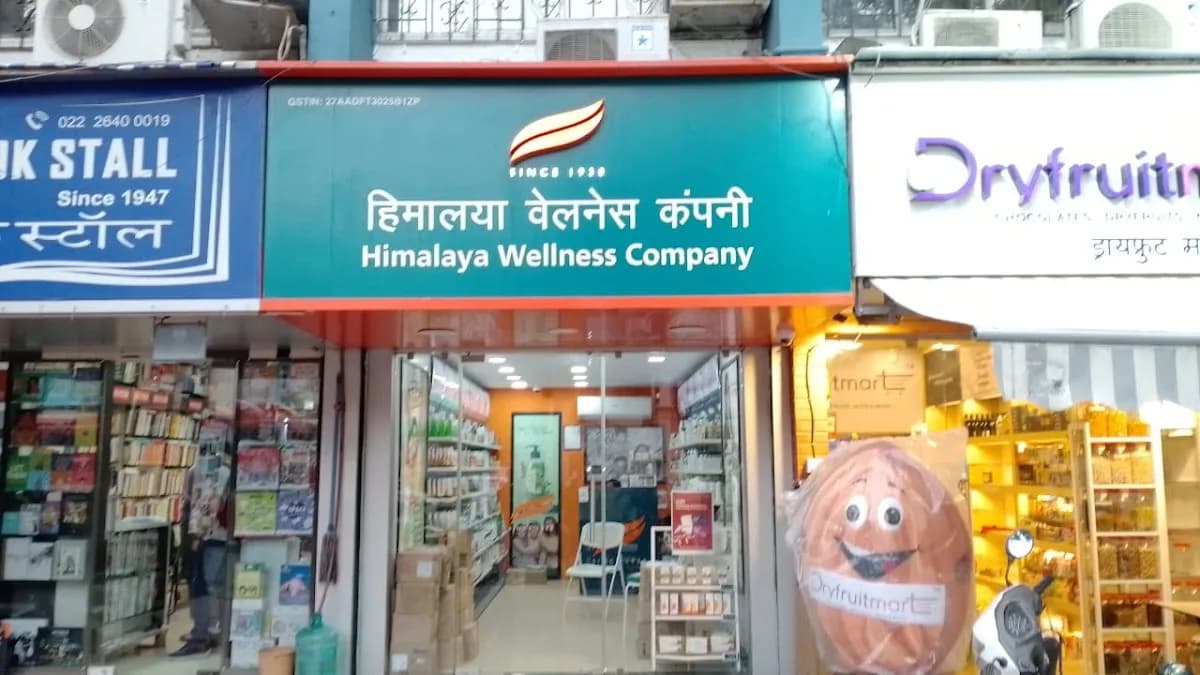 022 2640 0019
K STALL
Since 1947
स्टॉल
GSTIN: 27AADFT3025B1ZP
SINCE 1930
हिमालया वेलनेस कंपनी
Himalaya Wellness Company
Dryfruitm
ड्रायफ्रुट म
tmart
Dryfruitmart